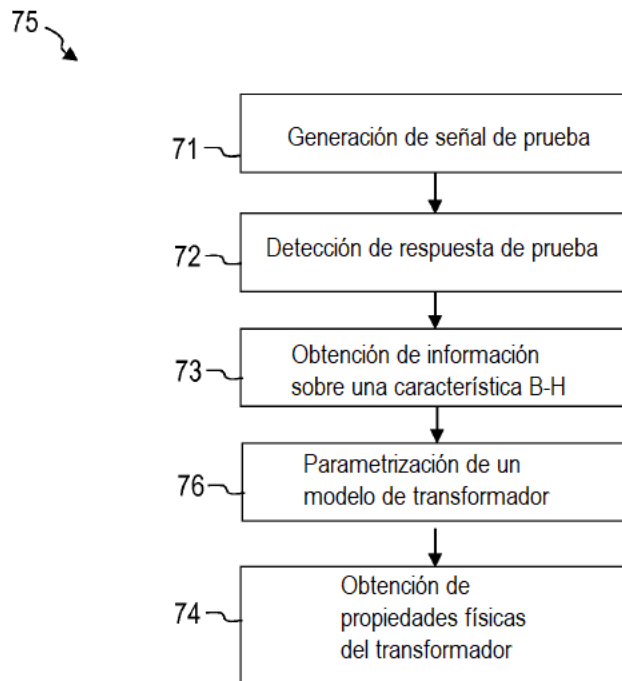 75
71
Generación de señal de prueba
72
Detección de respuesta de prueba
73
Obtención de información
sobre una característica B-H
76
Parametrización de un
modelo de transformador
74
Obtención de
propiedades físicas
del transformador